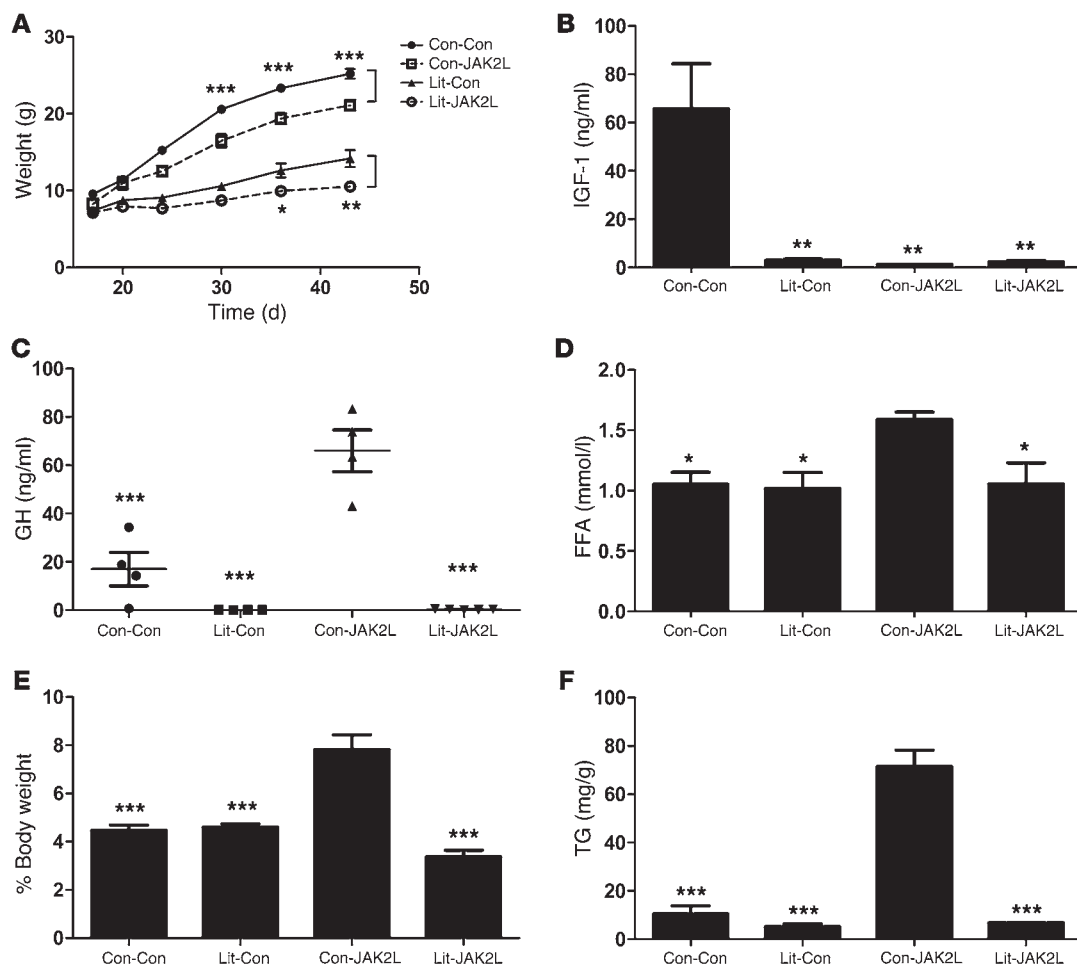 A
Weight (g)
30
20
10
0
20
30
40
50
Time (d)
***
***
***
*
**
Con-Con
Con-JAK2L
Lit-Con
Lit-JAK2L
B
IGF-1 (ng/ml)
100
80
60
40
20
0
**
**
**
Con-Con
Lit-Con
Con-JAK2L
Lit-JAK2L
C
GH (ng/ml)
100
80
60
40
20
0
***
***
***
Con-Con
Lit-Con
Con-JAK2L
Lit-JAK2L
D
FFA (mmol/l)
2.0
1.5
1.0
0.5
0.0
*
*
*
Con-Con
Lit-Con
Con-JAK2L
Lit-JAK2L
E
% Body weight
10
8
6
4
2
0
***
***
***
Con-Con
Lit-Con
Con-JAK2L
Lit-JAK2L
F
TG (mg/g)
100
80
60
40
20
0
***
***
***
Con-Con
Lit-Con
Con-JAK2L
Lit-JAK2L